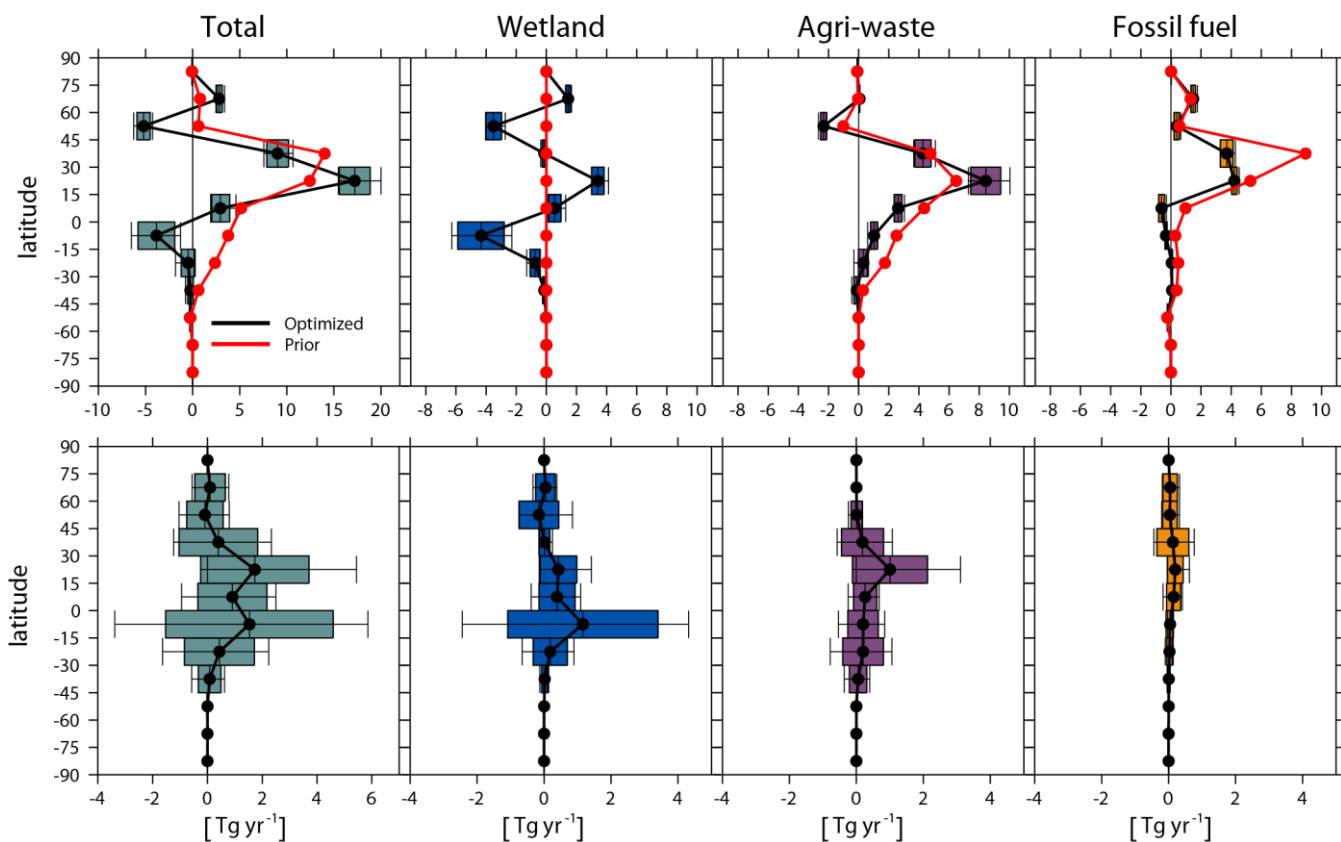 Total Wetland Agri-waste Fossil fuel
90
75
60
45
30
15
0
-15
-30
-45
-60
-75
-90
latitude
Optimized
Prior
-10 -5 0 5 10 15 20
-8 -6 -4 -2 0 2 4 6 8
-8 -6 -4 -2 0 2 4 6 8 10
-8 -6 -4 -2 0 2 4 6 8 10
90
75
60
45
30
15
0
-15
-30
-45
-60
-75
-90
latitude
-4 -2 0 2 4 6
-4 -2 0 2 4
-4 -2 0 2 4
-4 -2 0 2 4
[Tg yr⁻¹] [Tg yr⁻¹] [Tg yr⁻¹] [Tg yr⁻¹]